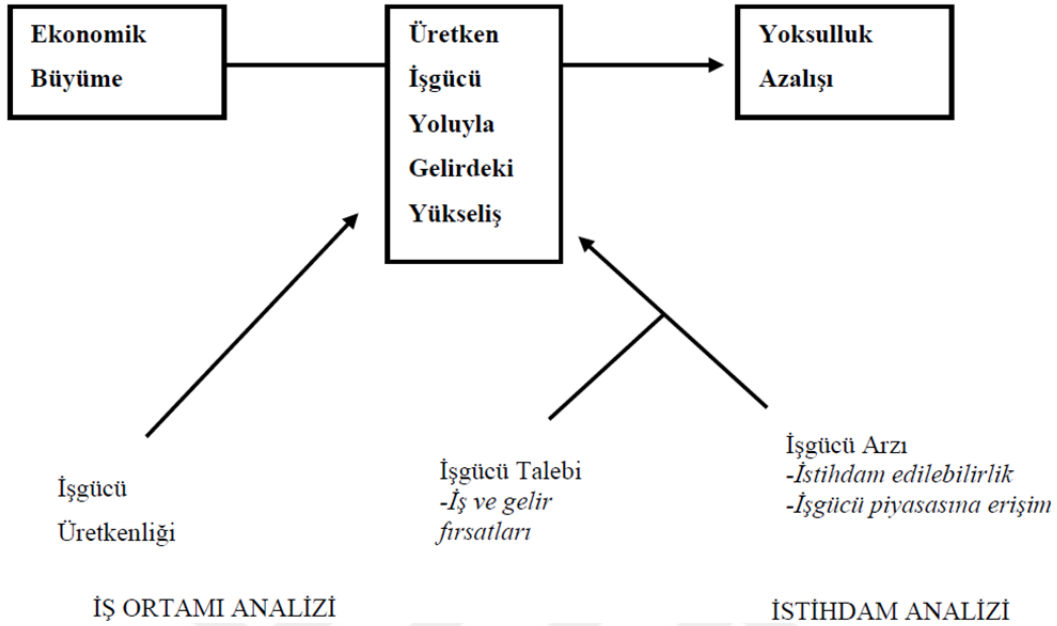 Ekonomik
Büyüme
Üretken
İşgücü
Yoluyla
Gelirdeki
Yükseliş
Yoksulluk
Azalışı
İşgücü
Üretkenliği
İşgücü Talebi
-İş ve gelir
fırsatları
İşgücü Arzı
-İstihdam edilebilirlik
-İşgücü piyasasına erişim
İŞ ORTAMI ANALİZİ
İSTİHDAM ANALİZİ